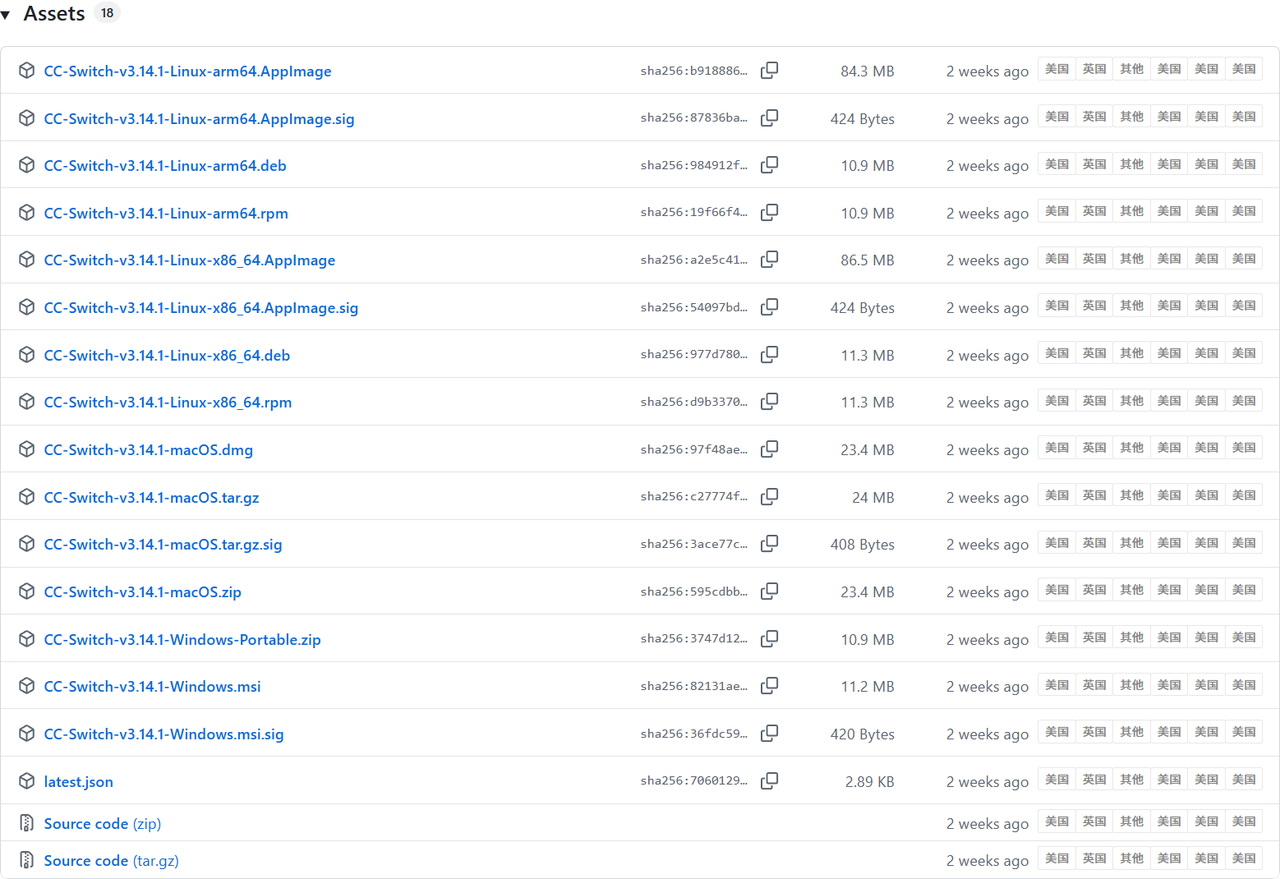 Assets 18
CC-Switch-v3.14.1-Linux-arm64.AppImage sha256:b918886… 84.3 MB 2 weeks ago 美国 英国 其他 美国 美国 美国
CC-Switch-v3.14.1-Linux-arm64.AppImage.sig sha256:87836ba… 424 Bytes 2 weeks ago 美国 英国 其他 美国 美国 美国
CC-Switch-v3.14.1-Linux-arm64.deb sha256:984912f… 10.9 MB 2 weeks ago 美国 英国 其他 美国 美国 美国
CC-Switch-v3.14.1-Linux-arm64.rpm sha256:19f66f4… 10.9 MB 2 weeks ago 美国 英国 其他 美国 美国 美国
CC-Switch-v3.14.1-Linux-x86_64.AppImage sha256:a2e5c41… 86.5 MB 2 weeks ago 美国 英国 其他 美国 美国 美国
CC-Switch-v3.14.1-Linux-x86_64.AppImage.sig sha256:54097bd… 424 Bytes 2 weeks ago 美国 英国 其他 美国 美国 美国
CC-Switch-v3.14.1-Linux-x86_64.deb sha256:977d780… 11.3 MB 2 weeks ago 美国 英国 其他 美国 美国 美国
CC-Switch-v3.14.1-Linux-x86_64.rpm sha256:d9b3370… 11.3 MB 2 weeks ago 美国 英国 其他 美国 美国 美国
CC-Switch-v3.14.1-macOS.dmg sha256:97f48ae… 23.4 MB 2 weeks ago 美国 英国 其他 美国 美国 美国
CC-Switch-v3.14.1-macOS.tar.gz sha256:c27774f… 24 MB 2 weeks ago 美国 英国 其他 美国 美国 美国
CC-Switch-v3.14.1-macOS.tar.gz.sig sha256:3ace77c… 408 Bytes 2 weeks ago 美国 英国 其他 美国 美国 美国
CC-Switch-v3.14.1-macOS.zip sha256:595cdbb… 23.4 MB 2 weeks ago 美国 英国 其他 美国 美国 美国
CC-Switch-v3.14.1-Windows-Portable.zip sha256:3747d12… 10.9 MB 2 weeks ago 美国 英国 其他 美国 美国 美国
CC-Switch-v3.14.1-Windows.msi sha256:82131ae… 11.2 MB 2 weeks ago 美国 英国 其他 美国 美国 美国
CC-Switch-v3.14.1-Windows.msi.sig sha256:36fdc59… 420 Bytes 2 weeks ago 美国 英国 其他 美国 美国 美国
latest.json sha256:7060129… 2.89 KB 2 weeks ago 美国 英国 其他 美国 美国 美国
Source code (zip) 2 weeks ago 美国 英国 其他 美国 美国 美国
Source code (tar.gz) 2 weeks ago 美国 英国 其他 美国 美国 美国